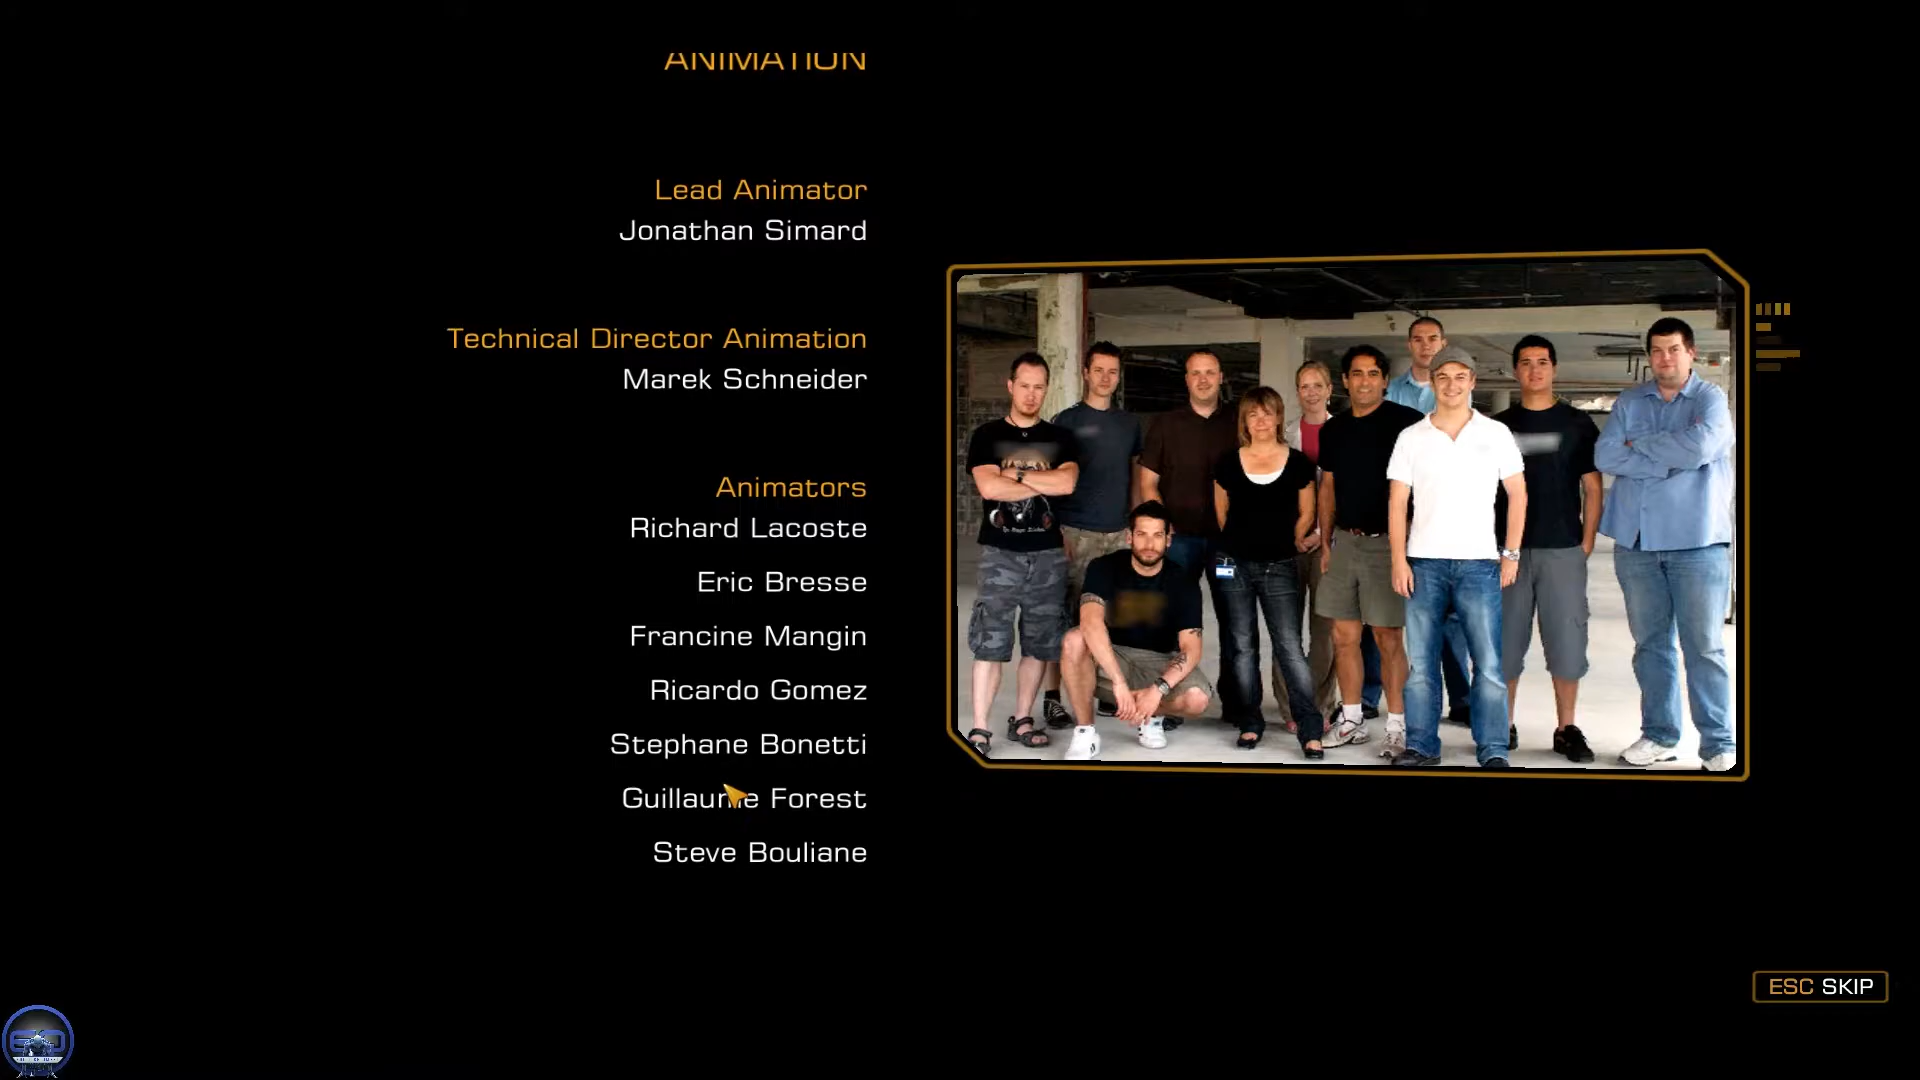 ANIMATION
Lead Animator
Jonathan Simard
Technical Director Animation
Marek Schneider
Animators
Richard Lacoste
Eric Bresse
Francine Mangin
Ricardo Gomez
Stephane Bonetti
Guillaume Forest
Steve Bouliane
ESC SKIP